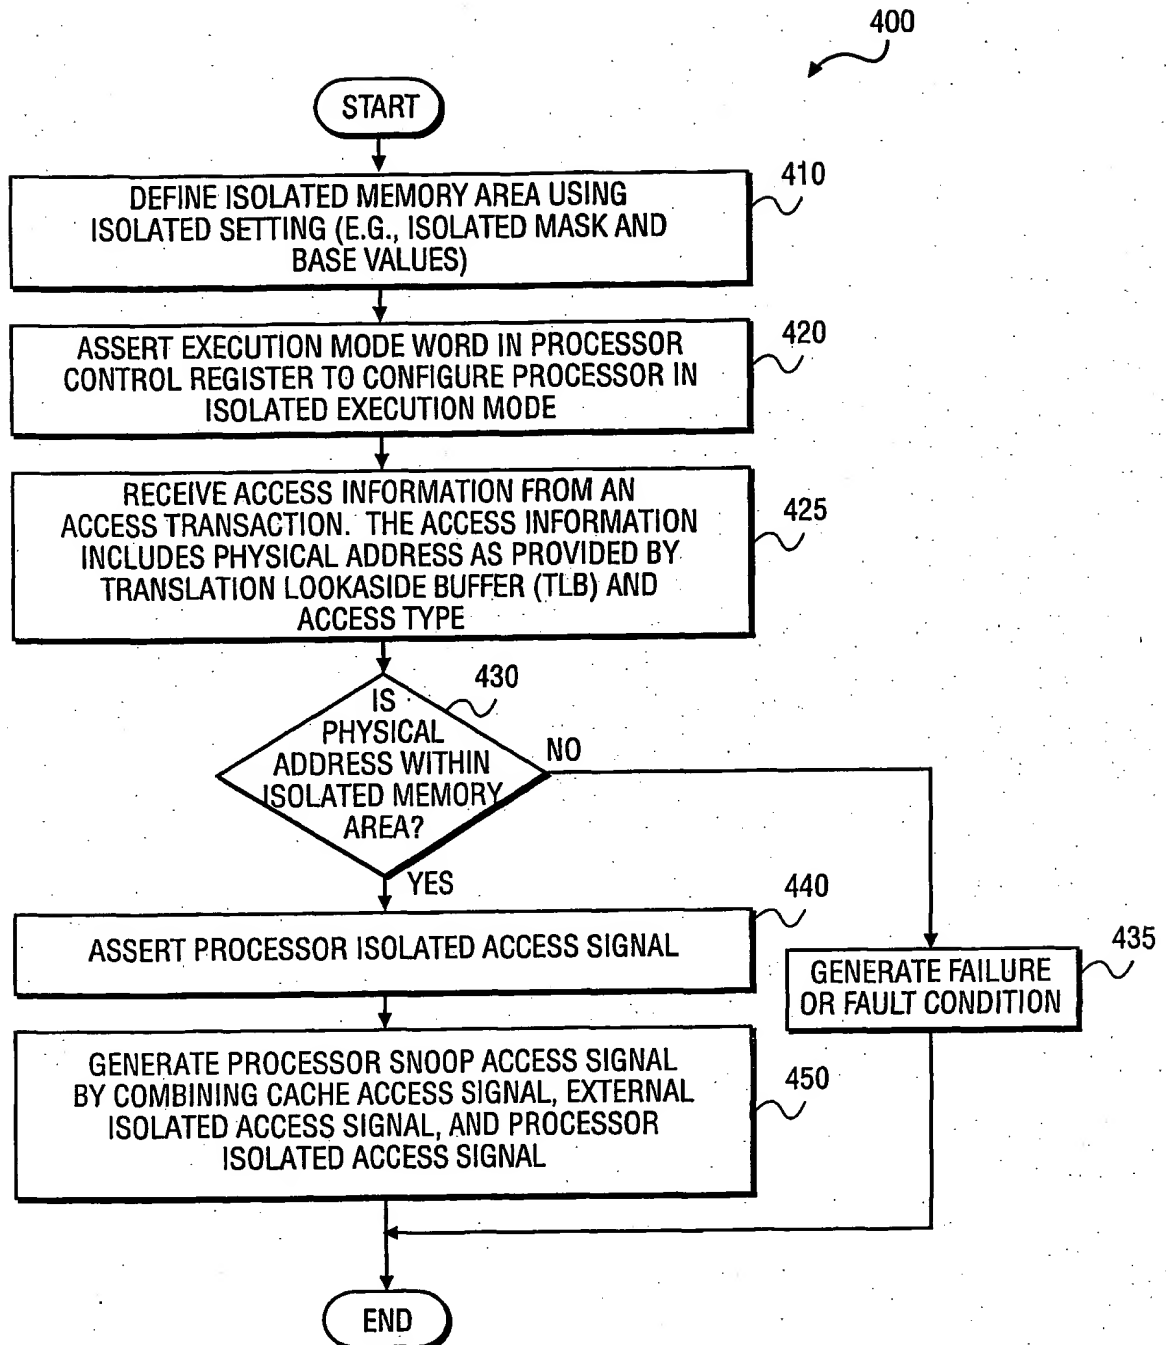 400
START
410
DEFINE ISOLATED MEMORY AREA USING
ISOLATED SETTING (E.G., ISOLATED MASK AND
BASE VALUES)
420
ASSERT EXECUTION MODE WORD IN PROCESSOR
CONTROL REGISTER TO CONFIGURE PROCESSOR IN
ISOLATED EXECUTION MODE
425
RECEIVE ACCESS INFORMATION FROM AN
ACCESS TRANSACTION. THE ACCESS INFORMATION
INCLUDES PHYSICAL ADDRESS AS PROVIDED BY
TRANSLATION LOOKASIDE BUFFER (TLB) AND
ACCESS TYPE
430
IS
PHYSICAL
ADDRESS WITHIN
ISOLATED MEMORY
AREA?
NO
YES
440
ASSERT PROCESSOR ISOLATED ACCESS SIGNAL
435
GENERATE FAILURE
OR FAULT CONDITION
450
GENERATE PROCESSOR SNOOP ACCESS SIGNAL
BY COMBINING CACHE ACCESS SIGNAL, EXTERNAL
ISOLATED ACCESS SIGNAL, AND PROCESSOR
ISOLATED ACCESS SIGNAL
END